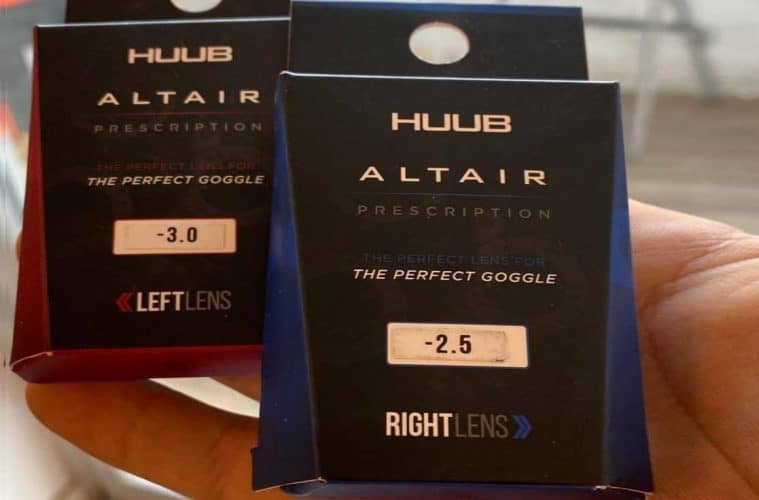 HUUB
ALTAIR
PRESCRIPTION
THE PERFECT LENS FOR
THE PERFECT GOGGLE
-3.0
LEFTLENS
HUUB
ALTAIR
PRESCRIPTION
THE PERFECT LENS FOR
THE PERFECT GOGGLE
-2.5
RIGHTLENS